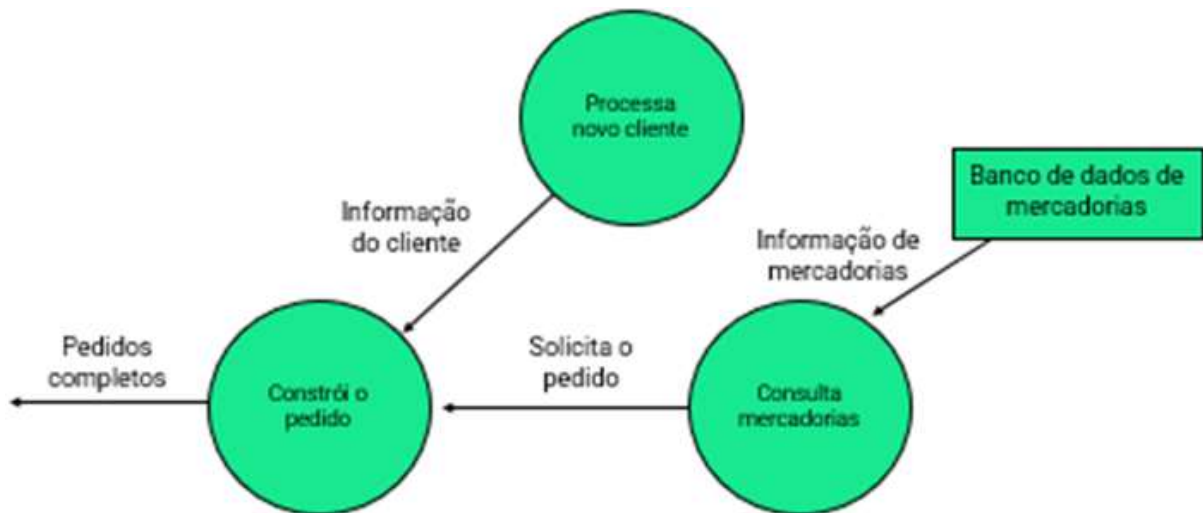 Processa
novo cliente
Banco de dados de
mercadorias
Informação
do cliente
Informação de
mercadorias
Pedidos
completos
Constrói o
pedido
Solicita o
pedido
Consulta
mercadorias